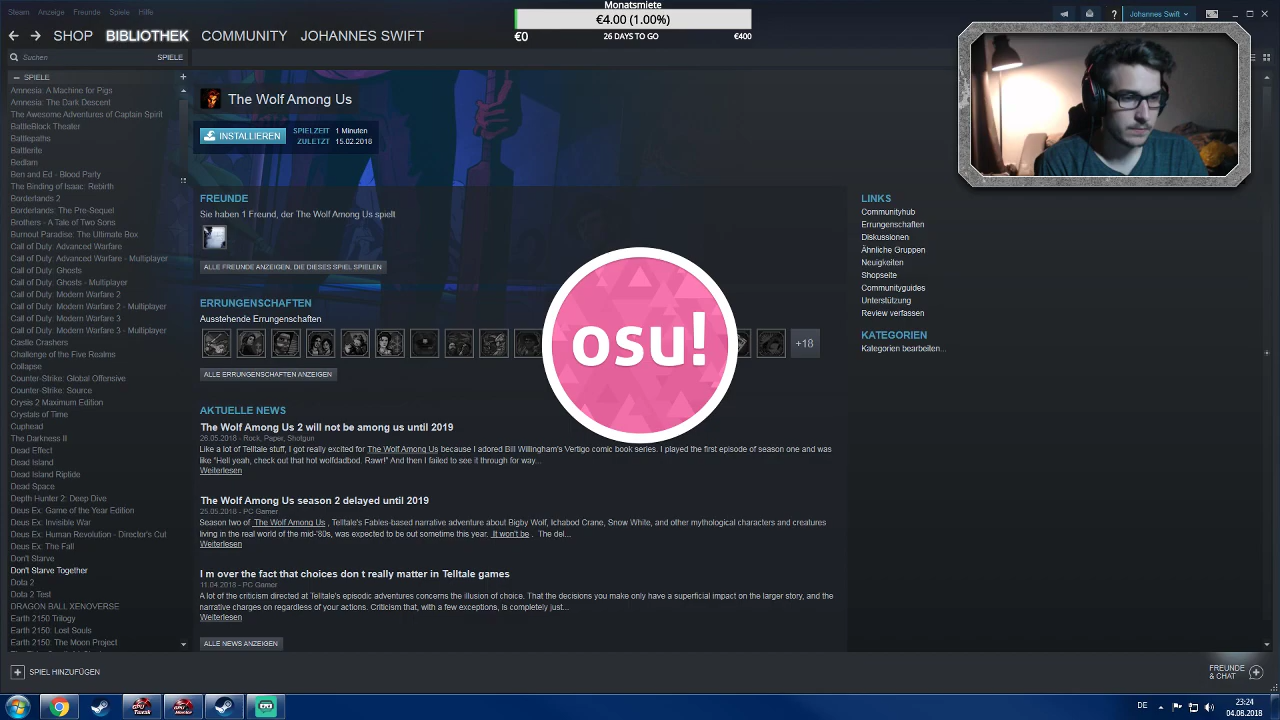 Monatsmiete
€4.00 (1.00%)
€0 26 DAYS TO GO €400
Steam Anzeige Freunde Spiele Hilfe
Johannes Swift
SHOP BIBLIOTHEK COMMUNITY JOHANNES SWIFT
Suchen SPIELE
SPIELE
Amnesia: A Machine for Pigs
Amnesia: The Dark Descent
The Awesome Adventures of Captain Spirit
BattleBlock Theater
Battlepaths
Battlerite
Bedlam
Ben and Ed - Blood Party
The Binding of Isaac: Rebirth
Borderlands 2
Borderlands: The Pre-Sequel
Brothers - A Tale of Two Sons
Burnout Paradise: The Ultimate Box
Call of Duty: Advanced Warfare
Call of Duty: Advanced Warfare - Multiplayer
Call of Duty: Ghosts
Call of Duty: Ghosts - Multiplayer
Call of Duty: Modern Warfare 2
Call of Duty: Modern Warfare 2 - Multiplayer
Call of Duty: Modern Warfare 3
Call of Duty: Modern Warfare 3 - Multiplayer
Castle Crashers
Challenge of the Five Realms
Collapse
Counter-Strike: Global Offensive
Counter-Strike: Source
Crysis 2 Maximum Edition
Crystals of Time
Cuphead
The Darkness II
Dead Effect
Dead Island
Dead Island Riptide
Dead Space
Depth Hunter 2: Deep Dive
Deus Ex: Game of the Year Edition
Deus Ex: Invisible War
Deus Ex: Human Revolution - Director's Cut
Deus Ex: The Fall
Don't Starve
Don't Starve Together
Dota 2
Dota 2 Test
DRAGON BALL XENOVERSE
Earth 2150 Trilogy
Earth 2150: Lost Souls
Earth 2150: The Moon Project
The Wolf Among Us
INSTALLIEREN
SPIELZEIT 1 Minuten
ZULETZT 15.02.2018
FREUNDE
Sie haben 1 Freund, der The Wolf Among Us spielt
ALLE FREUNDE ANZEIGEN, DIE DIESES SPIEL SPIELEN
ERRUNGENSCHAFTEN
Ausstehende Errungenschaften
+18
ALLE ERRUNGENSCHAFTEN ANZEIGEN
osu!
AKTUELLE NEWS
The Wolf Among Us 2 will not be among us until 2019
26.05.2018 - Rock, Paper, Shotgun
Like a lot of Telltale stuff, I got really excited for The Wolf Among Us because I adored Bill Willingham's Vertigo comic book series. I played the first episode of season one and was
like "Hell yeah, check out that hot wolfdadbod. Rawr!" And then I failed to see it through for way...
Weiterlesen
The Wolf Among Us season 2 delayed until 2019
25.05.2018 - PC Gamer
Season two of The Wolf Among Us , Telltale's Fables-based narrative adventure about Bigby Wolf, Ichabod Crane, Snow White, and other mythological characters and creatures
living in the real world of the mid-'80s, was expected to be out sometime this year. It won't be . The del...
Weiterlesen
I m over the fact that choices don t really matter in Telltale games
11.04.2018 - PC Gamer
A lot of the criticism directed at Telltale's episodic adventures concerns the illusion of choice. That the decisions you make only have a superficial impact on the larger story, and the
narrative charges on regardless of your actions. Criticism that, with a few exceptions, is completely just...
Weiterlesen
ALLE NEWS ANZEIGEN
LINKS
Communityhub
Errungenschaften
Diskussionen
Ähnliche Gruppen
Neuigkeiten
Shopseite
Communityguides
Unterstützung
Review verfassen
KATEGORIEN
Kategorien bearbeiten...
SPIEL HINZUFÜGEN
FREUNDE
& CHAT
DE
23:24
04.08.2018